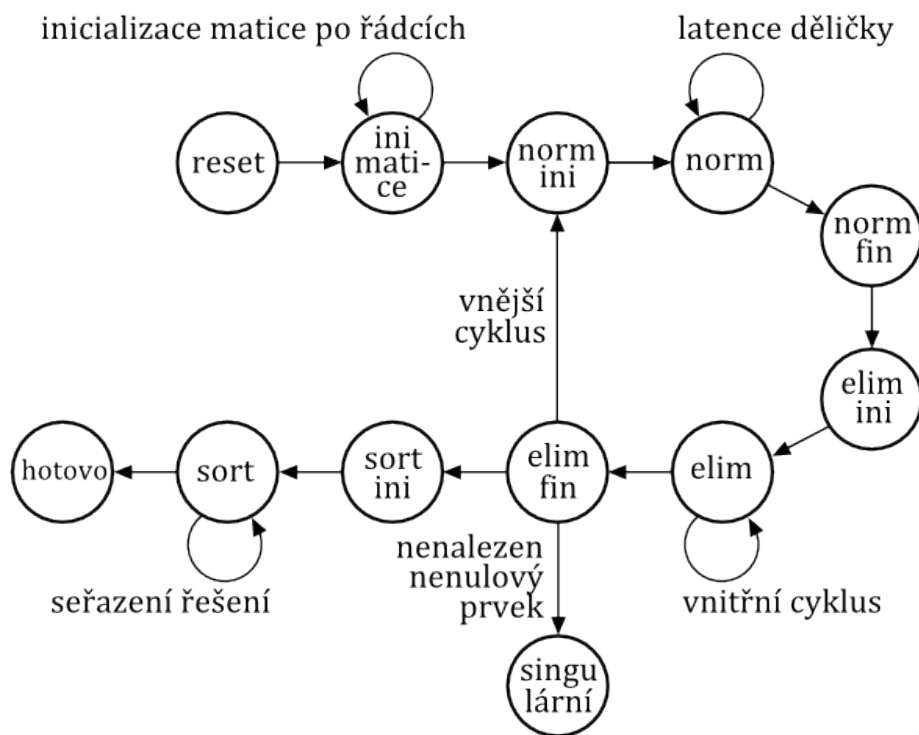 inicializace matice po řádcích
latence děličky
reset
ini
mati-
ce
norm
ini
norm
norm
fin
vnější
cyklus
elim
ini
hotovo
sort
sort
ini
elim
fin
elim
seřazení řešení
nenalezen
nenulový
prvek
vnitřní cyklus
singu
lární